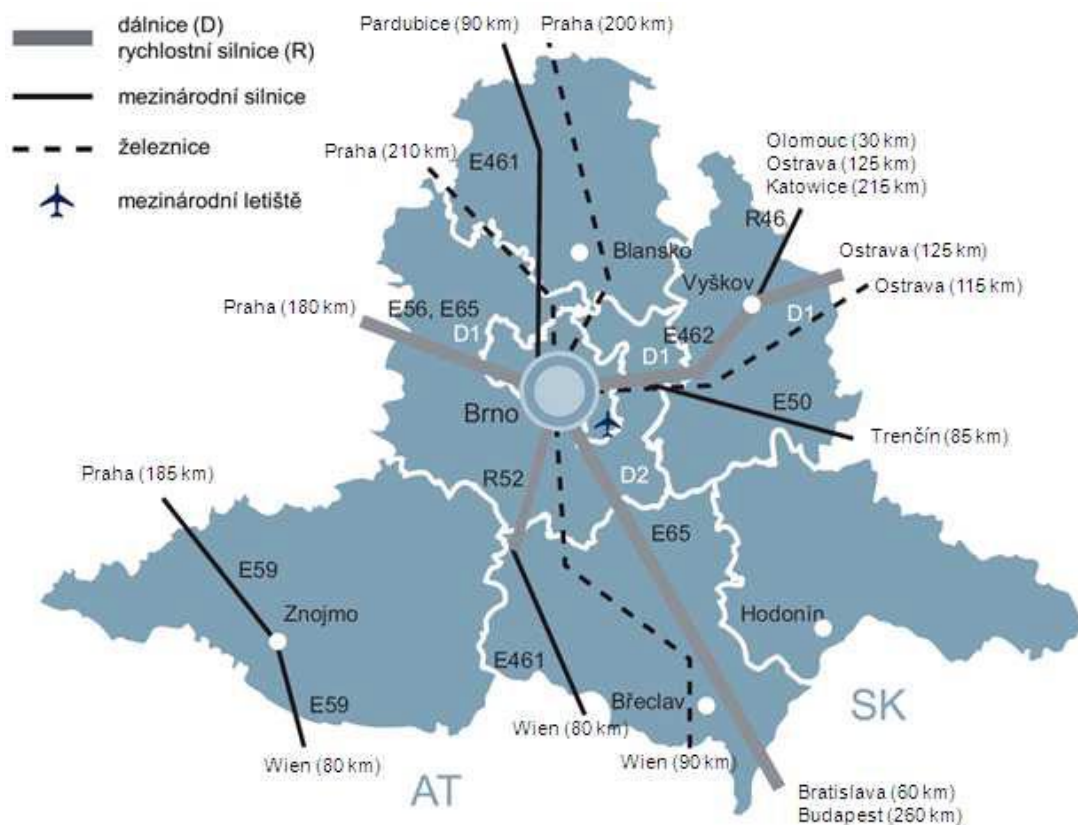 dálnice (D)
rychlostní silnice (R)
mezinárodní silnice
železnice
mezinárodní letiště
Pardubice (90 km)
Praha (200 km)
Praha (210 km)
E461
Olomouc (30 km)
Ostrava (125 km)
Katowice (215 km)
R46
Blansko
Vyškov
Ostrava (125 km)
Ostrava (115 km)
Praha (180 km)
E56, E65
D1
E462
D1
D1
Brno
E50
Trenčín (85 km)
Praha (185 km)
R52
D2
E65
E59
Znojmo
Hodonín
E461
E59
Břeclav
SK
Wien (80 km)
Wien (80 km)
Wien (90 km)
AT
Bratislava (60 km)
Budapest (260 km)